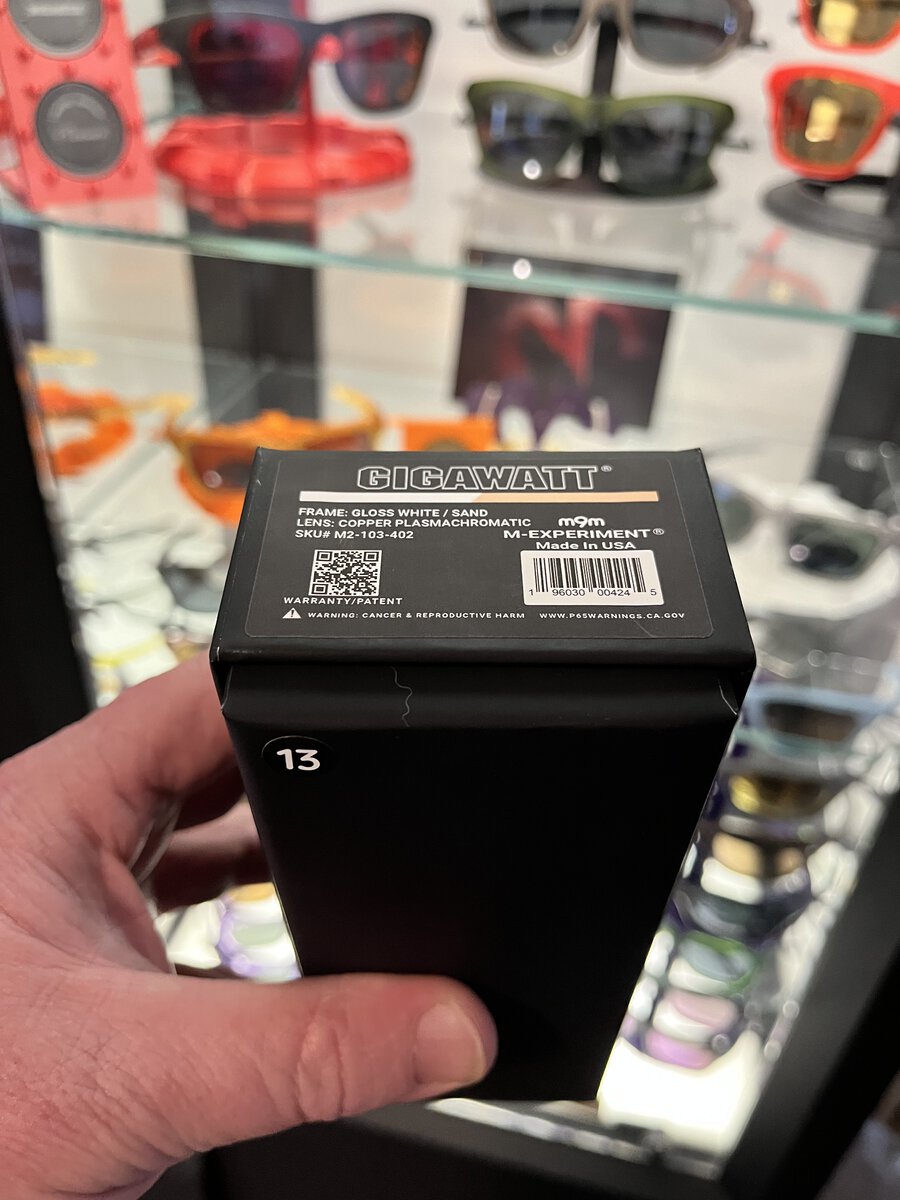 GIGAWATT®
FRAME: GLOSS WHITE / SAND
LENS: COPPER PLASMACHROMATIC
SKU# M2-103-402
m9m
M-EXPERIMENT®
Made In USA
WARRANTY/PATENT
1 96030 00424 5
WARNING: CANCER & REPRODUCTIVE HARM WWW.P65WARNINGS.CA.GOV
13